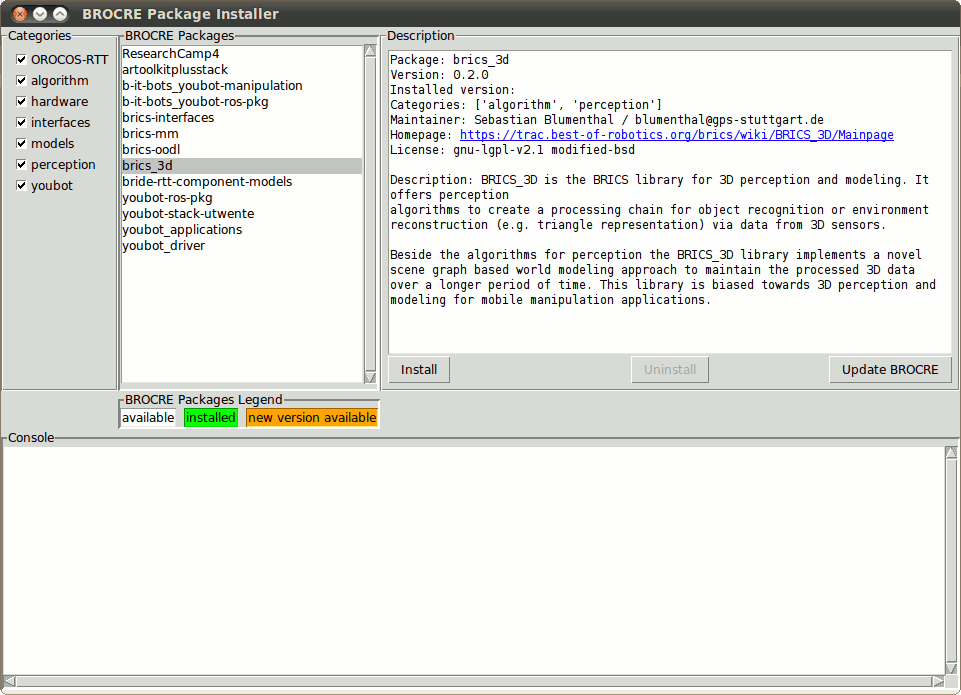 BROCRE Package Installer
Categories
OROCOS-RTT
algorithm
hardware
interfaces
models
perception
youbot
BROCRE Packages
ResearchCamp4
artoolkitplusstack
b-it-bots_youbot-manipulation
b-it-bots_youbot-ros-pkg
brics-interfaces
brics-mm
brics-oodl
brics_3d
bride-rtt-component-models
youbot-ros-pkg
youbot-stack-utwente
youbot_applications
youbot_driver
Description
Package: brics_3d
Version: 0.2.0
Installed version:
Categories: ['algorithm', 'perception']
Maintainer: Sebastian Blumenthal / blumenthal@gps-stuttgart.de
Homepage: https://trac.best-of-robotics.org/brics/wiki/BRICS_3D/Mainpage
License: gnu-lgpl-v2.1 modified-bsd
Description: BRICS_3D is the BRICS library for 3D perception and modeling. It
offers perception
algorithms to create a processing chain for object recognition or environment
reconstruction (e.g. triangle representation) via data from 3D sensors.
Beside the algorithms for perception the BRICS_3D library implements a novel
scene graph based world modeling approach to maintain the processed 3D data
over a longer period of time. This library is biased towards 3D perception and
modeling for mobile manipulation applications.
Install
Uninstall
Update BROCRE
BROCRE Packages Legend
available
installed
new version available
Console